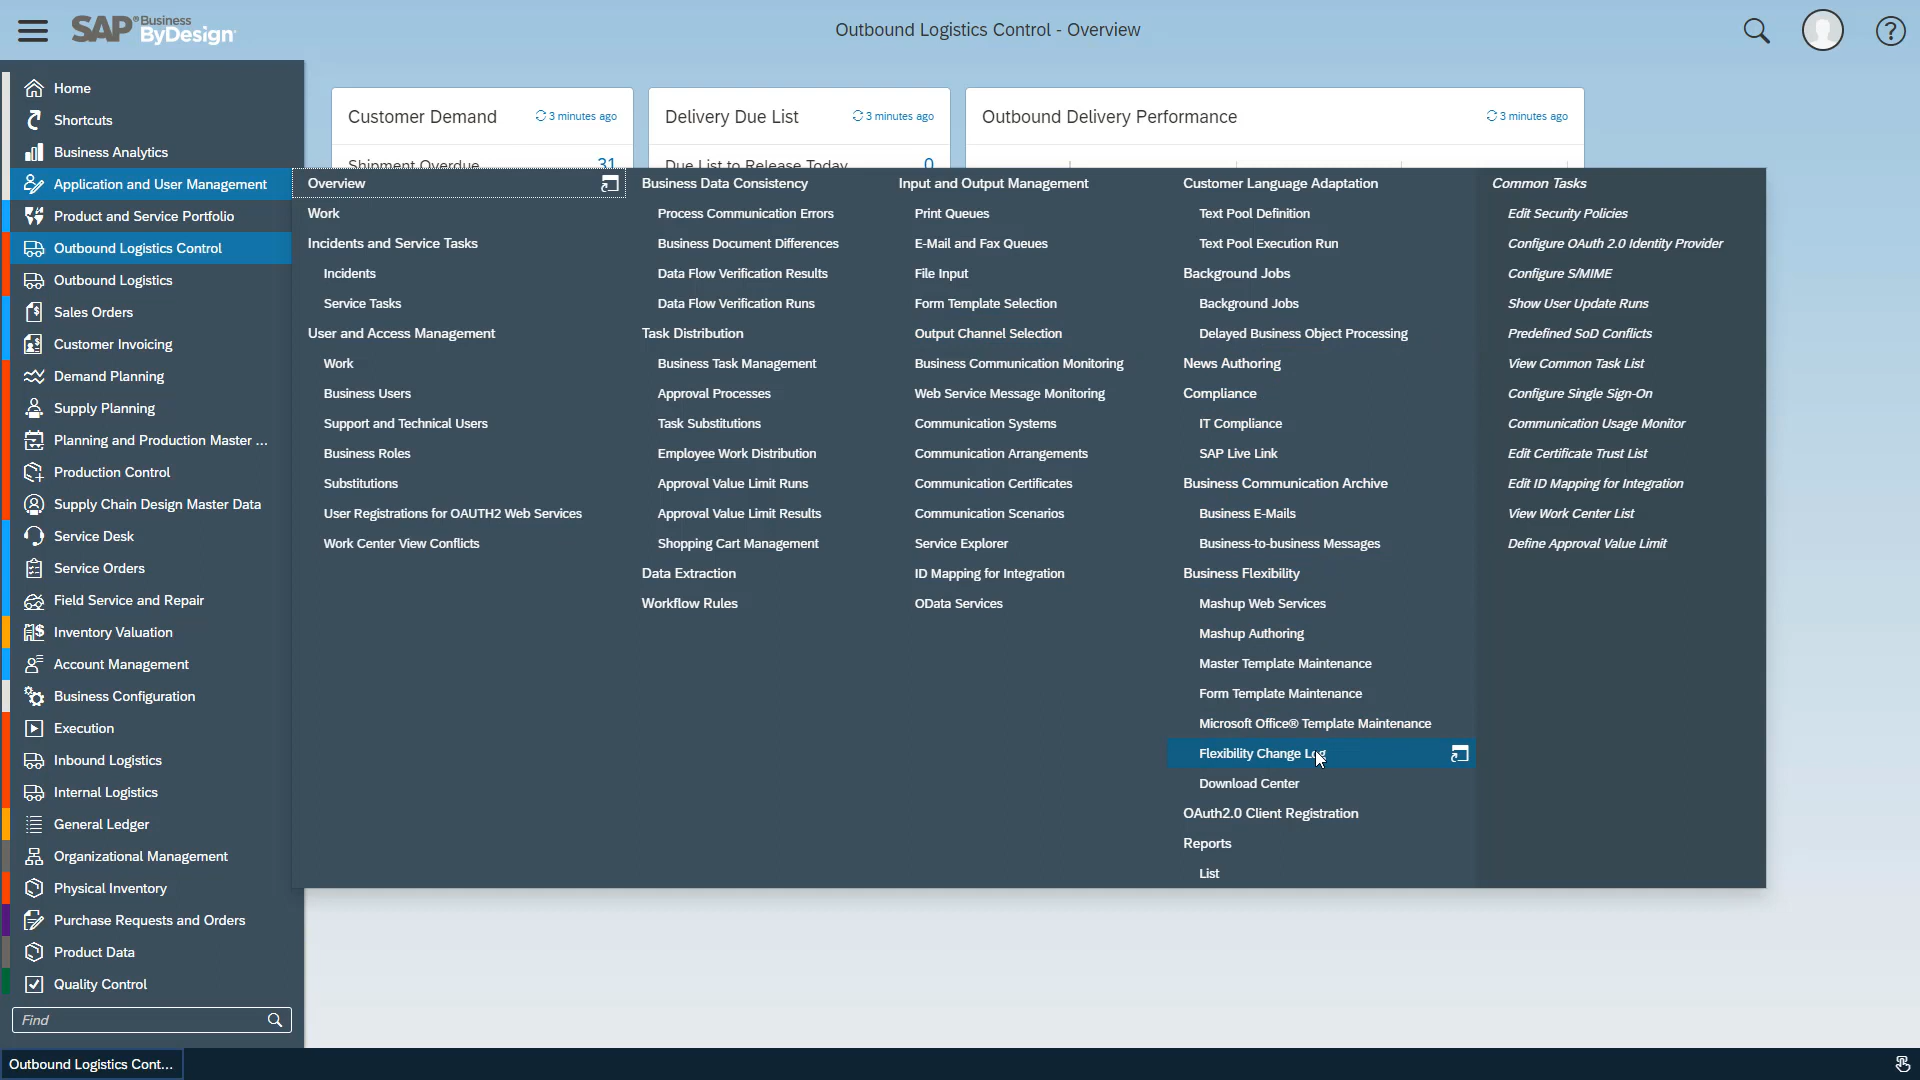 SAP Business ByDesign
Outbound Logistics Control - Overview
Home
Shortcuts
Business Analytics
Application and User Management
Product and Service Portfolio
Outbound Logistics Control
Outbound Logistics
Sales Orders
Customer Invoicing
Demand Planning
Supply Planning
Planning and Production Master ...
Production Control
Supply Chain Design Master Data
Service Desk
Service Orders
Field Service and Repair
Inventory Valuation
Account Management
Business Configuration
Execution
Inbound Logistics
Internal Logistics
General Ledger
Organizational Management
Physical Inventory
Purchase Requests and Orders
Product Data
Quality Control
Find
Customer Demand
3 minutes ago
Shipment Overdue
31
Delivery Due List
3 minutes ago
Due List to Release Today
0
Outbound Delivery Performance
3 minutes ago
Overview
Work
Incidents and Service Tasks
Incidents
Service Tasks
User and Access Management
Work
Business Users
Support and Technical Users
Business Roles
Substitutions
User Registrations for OAUTH2 Web Services
Work Center View Conflicts
Business Data Consistency
Process Communication Errors
Business Document Differences
Data Flow Verification Results
Data Flow Verification Runs
Task Distribution
Business Task Management
Approval Processes
Task Substitutions
Employee Work Distribution
Approval Value Limit Runs
Approval Value Limit Results
Shopping Cart Management
Data Extraction
Workflow Rules
Input and Output Management
Print Queues
E-Mail and Fax Queues
File Input
Form Template Selection
Output Channel Selection
Business Communication Monitoring
Web Service Message Monitoring
Communication Systems
Communication Arrangements
Communication Certificates
Communication Scenarios
Service Explorer
ID Mapping for Integration
OData Services
Customer Language Adaptation
Text Pool Definition
Text Pool Execution Run
Background Jobs
Background Jobs
Delayed Business Object Processing
News Authoring
Compliance
IT Compliance
SAP Live Link
Business Communication Archive
Business E-Mails
Business-to-business Messages
Business Flexibility
Mashup Web Services
Mashup Authoring
Master Template Maintenance
Form Template Maintenance
Microsoft Office® Template Maintenance
Flexibility Change Log
Download Center
OAuth2.0 Client Registration
Reports
List
Common Tasks
Edit Security Policies
Configure OAuth 2.0 Identity Provider
Configure S/MIME
Show User Update Runs
Predefined SoD Conflicts
View Common Task List
Configure Single Sign-On
Communication Usage Monitor
Edit Certificate Trust List
Edit ID Mapping for Integration
View Work Center List
Define Approval Value Limit
Outbound Logistics Cont...